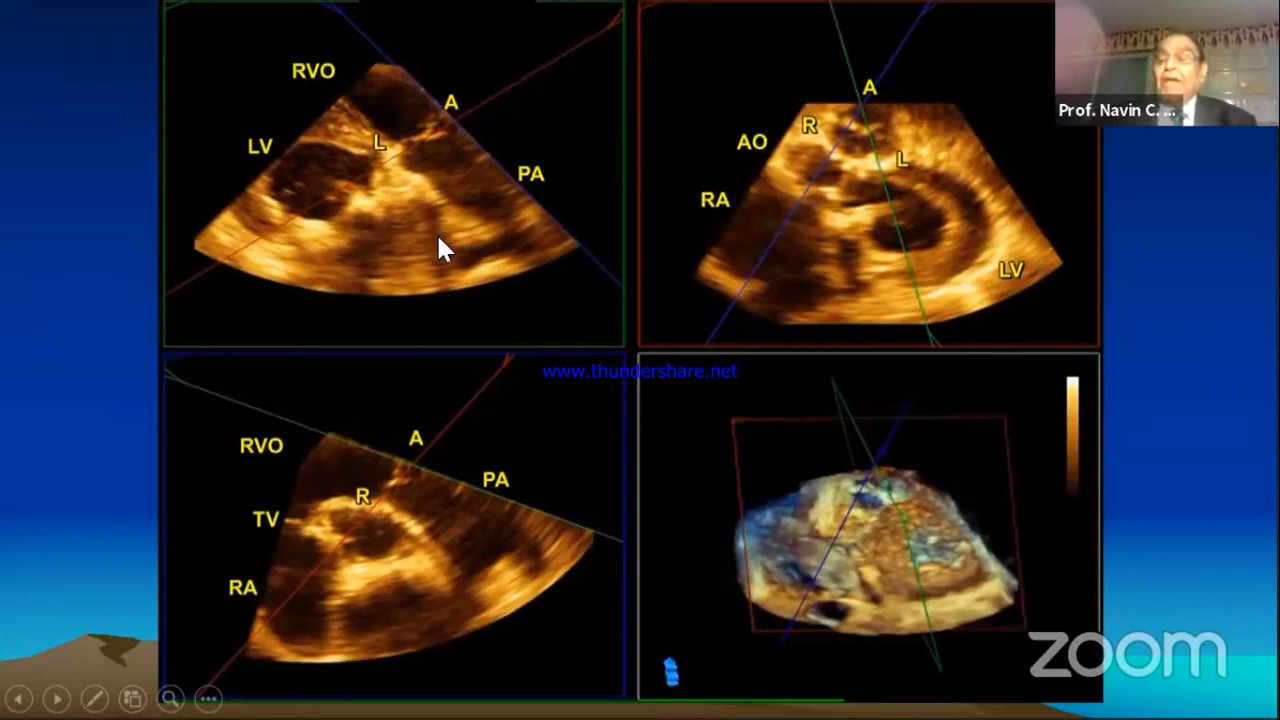 RVO
A
LV
L
PA
A
R
AO
L
RA
LV
Prof. Navin C. ...
www.thundershare.net
RVO
A
PA
R
TV
RA
zoom